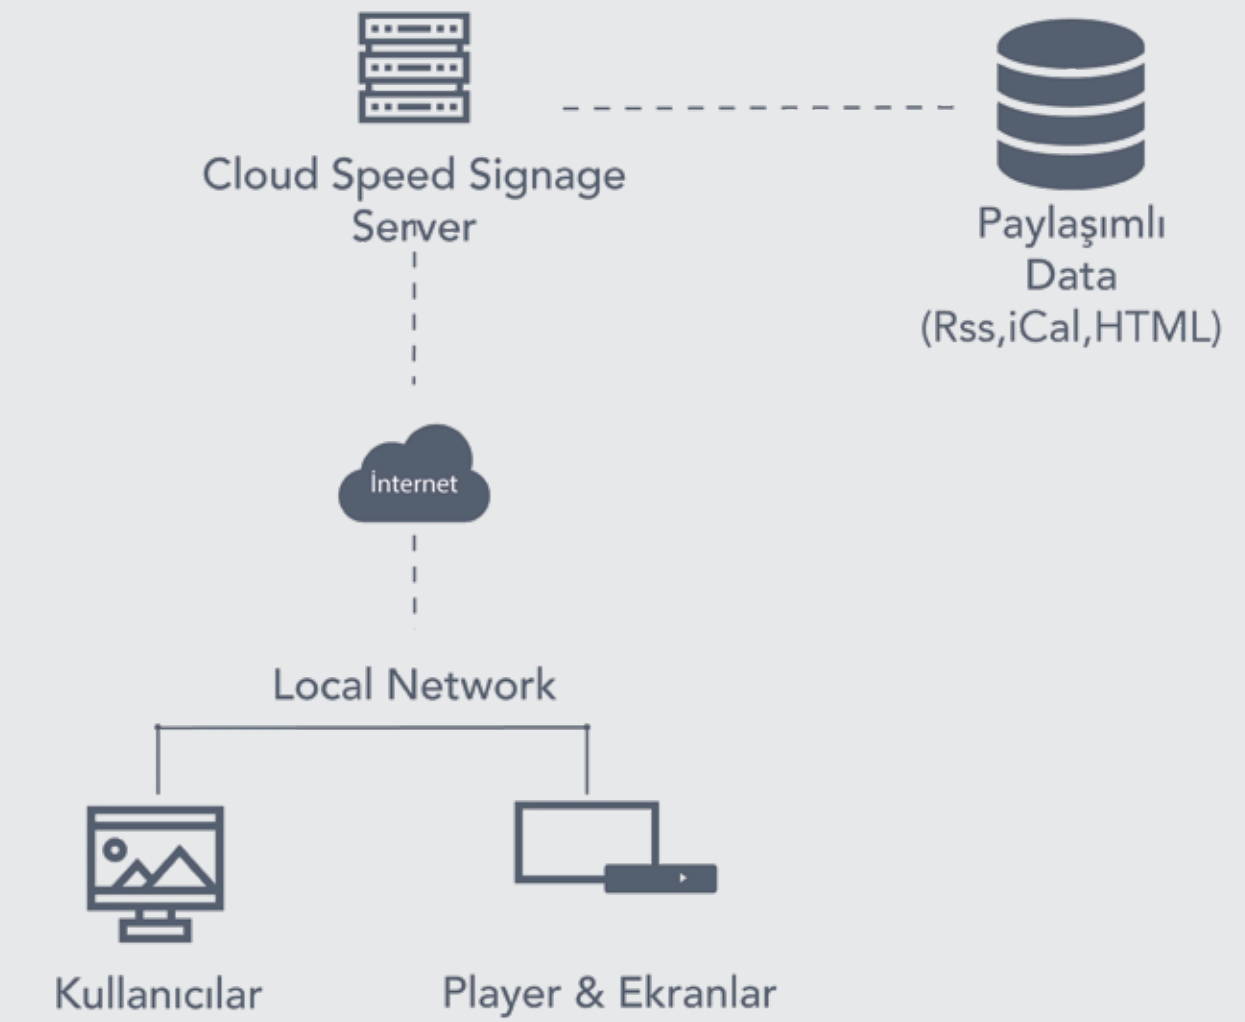 Cloud Speed Signage
Server
Paylaşımlı
Data
(Rss,iCal,HTML)
İnternet
Local Network
Kullanıcılar
Player & Ekranlar